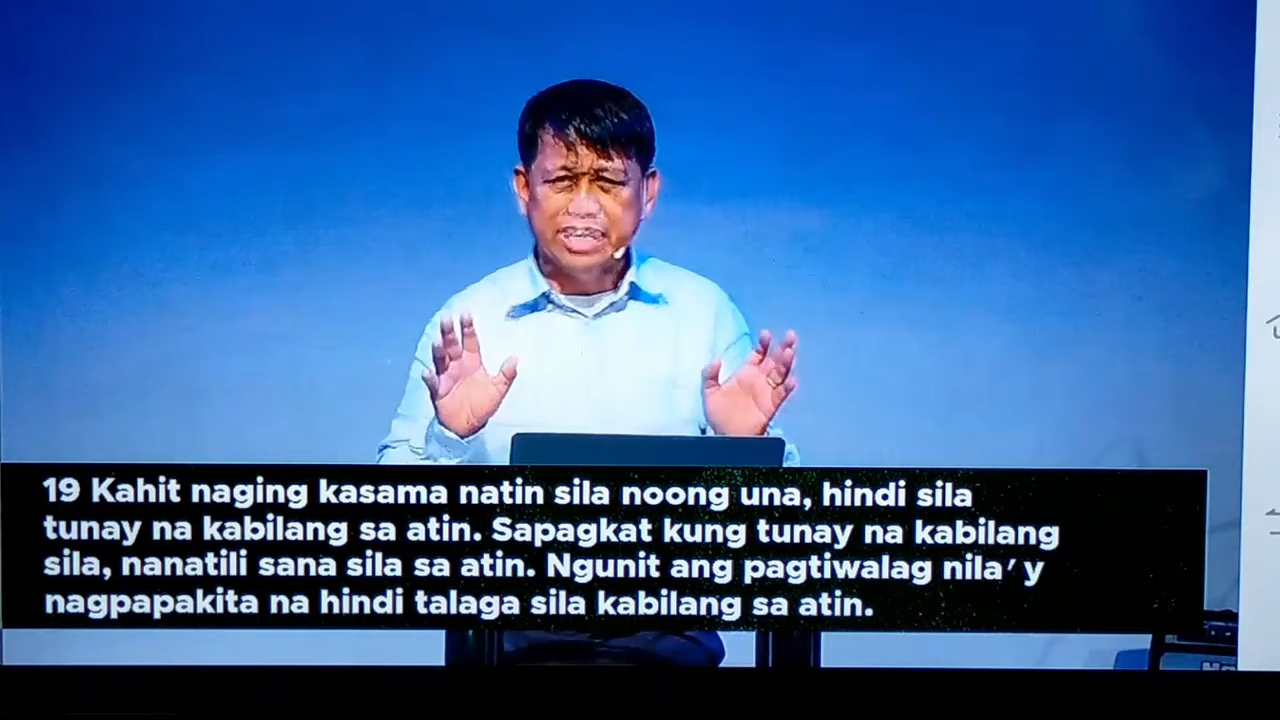 19 Kahit naging kasama natin sila noong una, hindi sila
tunay na kabilang sa atin. Sapagkat kung tunay na kabilang
sila, nanatili sana sila sa atin. Ngunit ang pagtiwalag nila’y
nagpapakita na hindi talaga sila kabilang sa atin.